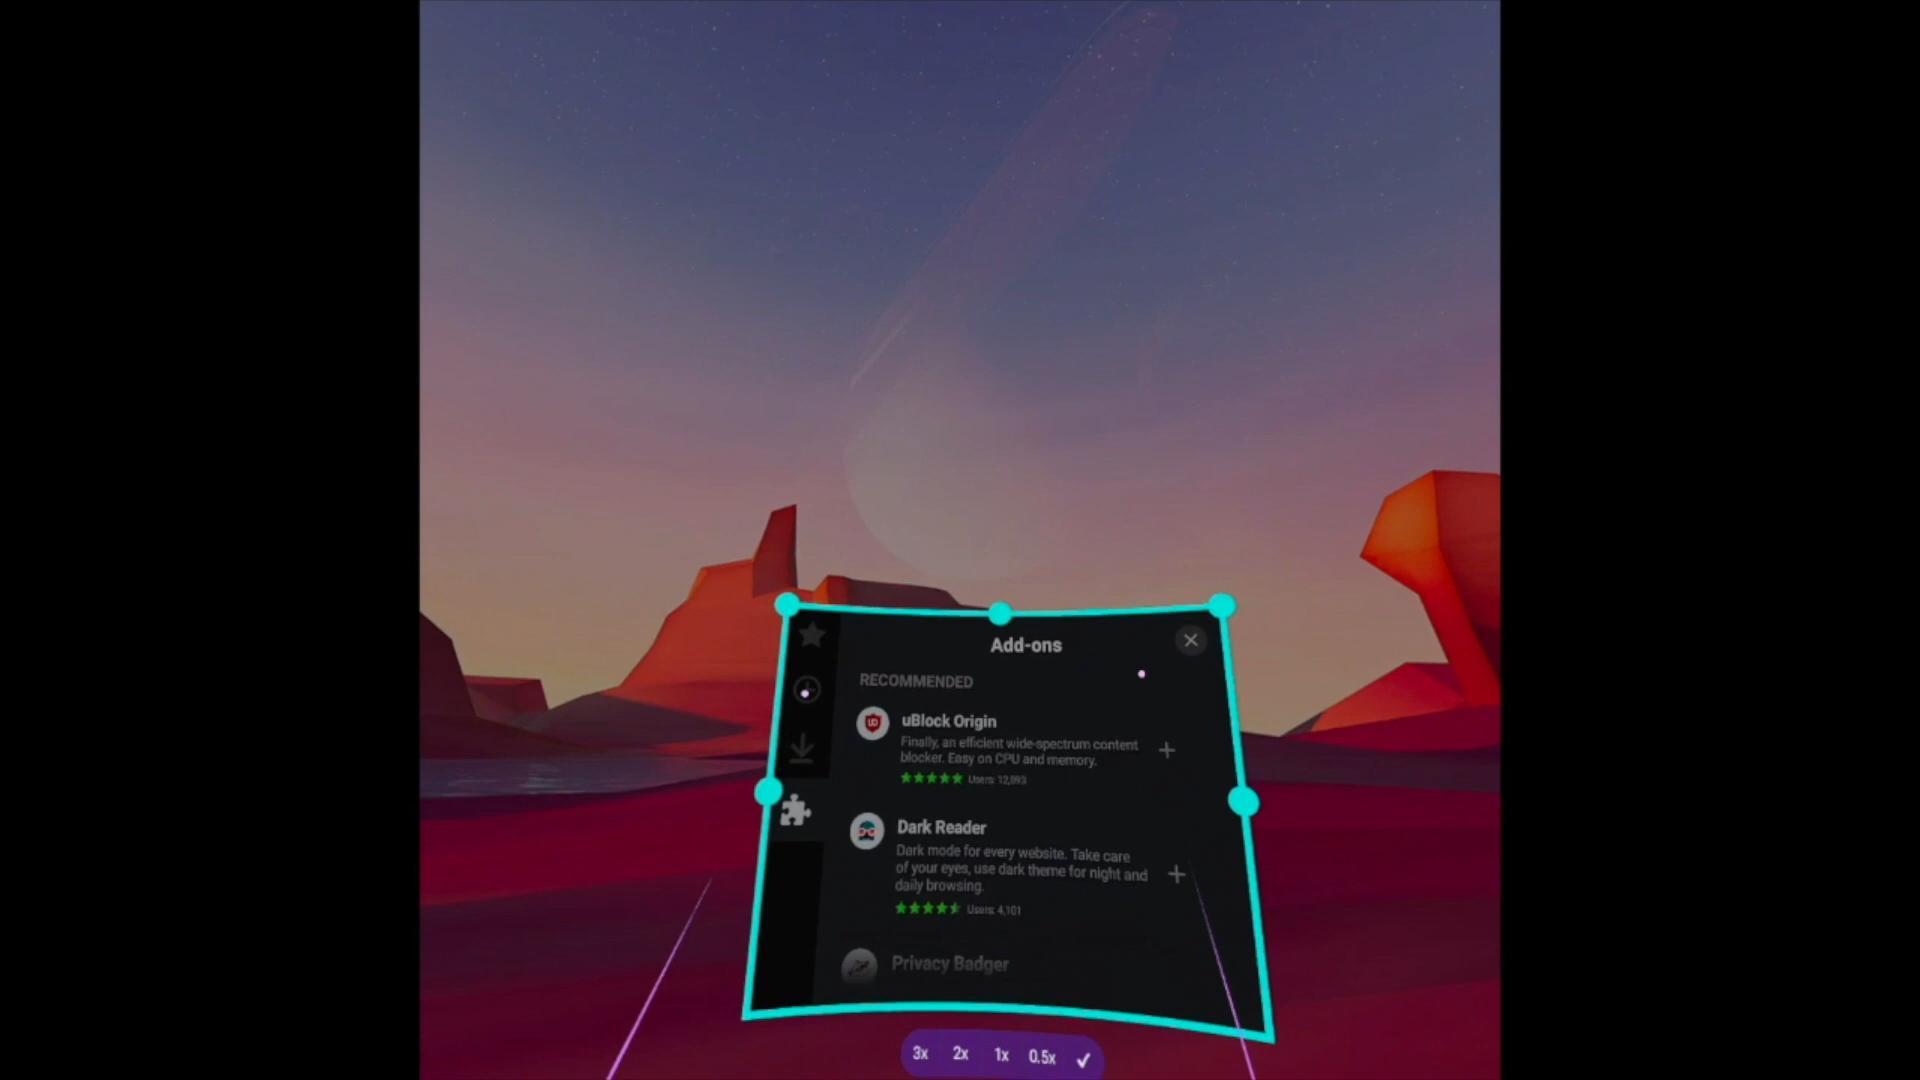 Add-ons
RECOMMENDED
uBlock Origin
Finally, an efficient wide-spectrum content
blocker. Easy on CPU and memory.
Users: 12,893
Dark Reader
Dark mode for every website. Take care
of your eyes, use dark theme for night and
daily browsing.
Users: 4,101
Privacy Badger
3x 2x 1x 0.5x